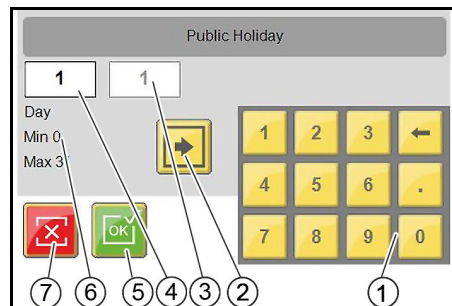 Public Holiday
1 1
Day
Min 0
Max 3
1 2 3 ←
4 5 6 .
7 8 9 0
OK
7 6 5 4 3 2 1